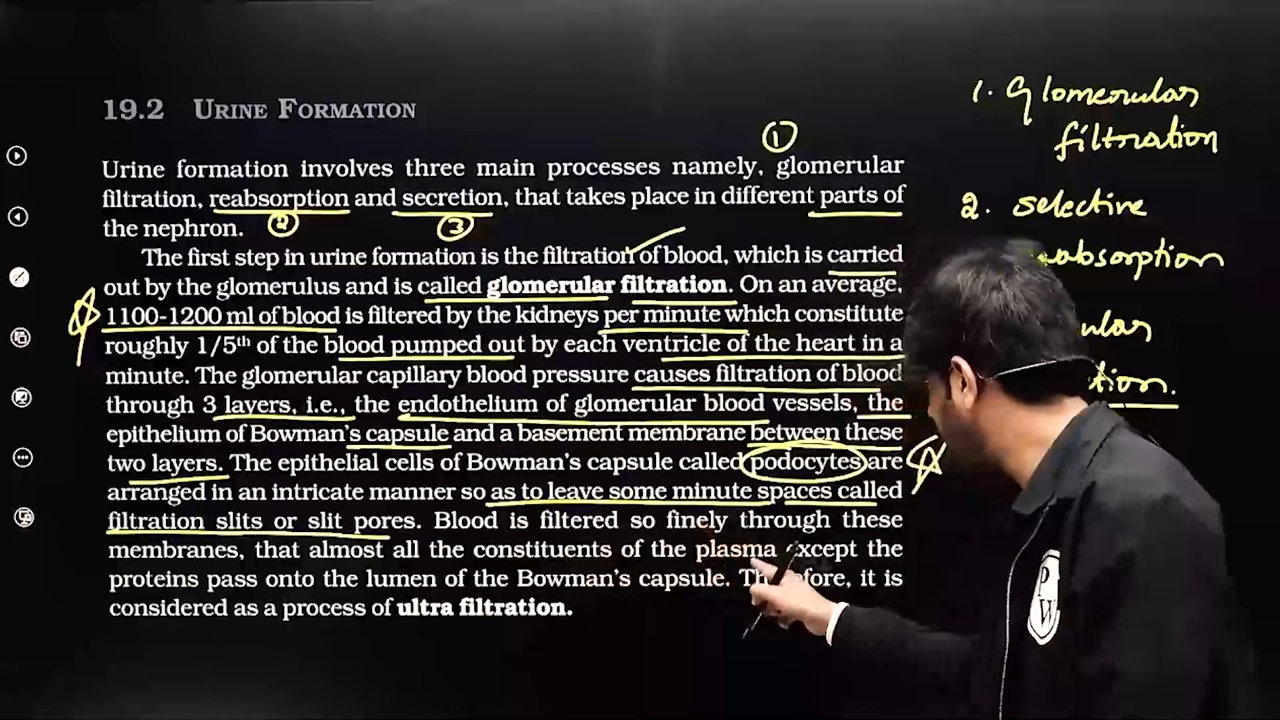 19.2 URINE FORMATION
①
Urine formation involves three main processes namely, glomerular
filtration, reabsorption and secretion, that takes place in different parts of
the nephron. ② ③
The first step in urine formation is the filtration of blood, which is carried
out by the glomerulus and is called glomerular filtration. On an average,
1100-1200 ml of blood is filtered by the kidneys per minute which constitute
roughly 1/5th of the blood pumped out by each ventricle of the heart in a
minute. The glomerular capillary blood pressure causes filtration of blood
through 3 layers, i.e., the endothelium of glomerular blood vessels, the
epithelium of Bowman's capsule and a basement membrane between these
two layers. The epithelial cells of Bowman's capsule called podocytes are
arranged in an intricate manner so as to leave some minute spaces called
filtration slits or slit pores. Blood is filtered so finely through these
membranes, that almost all the constituents of the plasma except the
proteins pass onto the lumen of the Bowman's capsule. Therefore, it is
considered as a process of ultra filtration.
1. Glomerular
filtration
2. selective
absorption
ular
tion.
PW